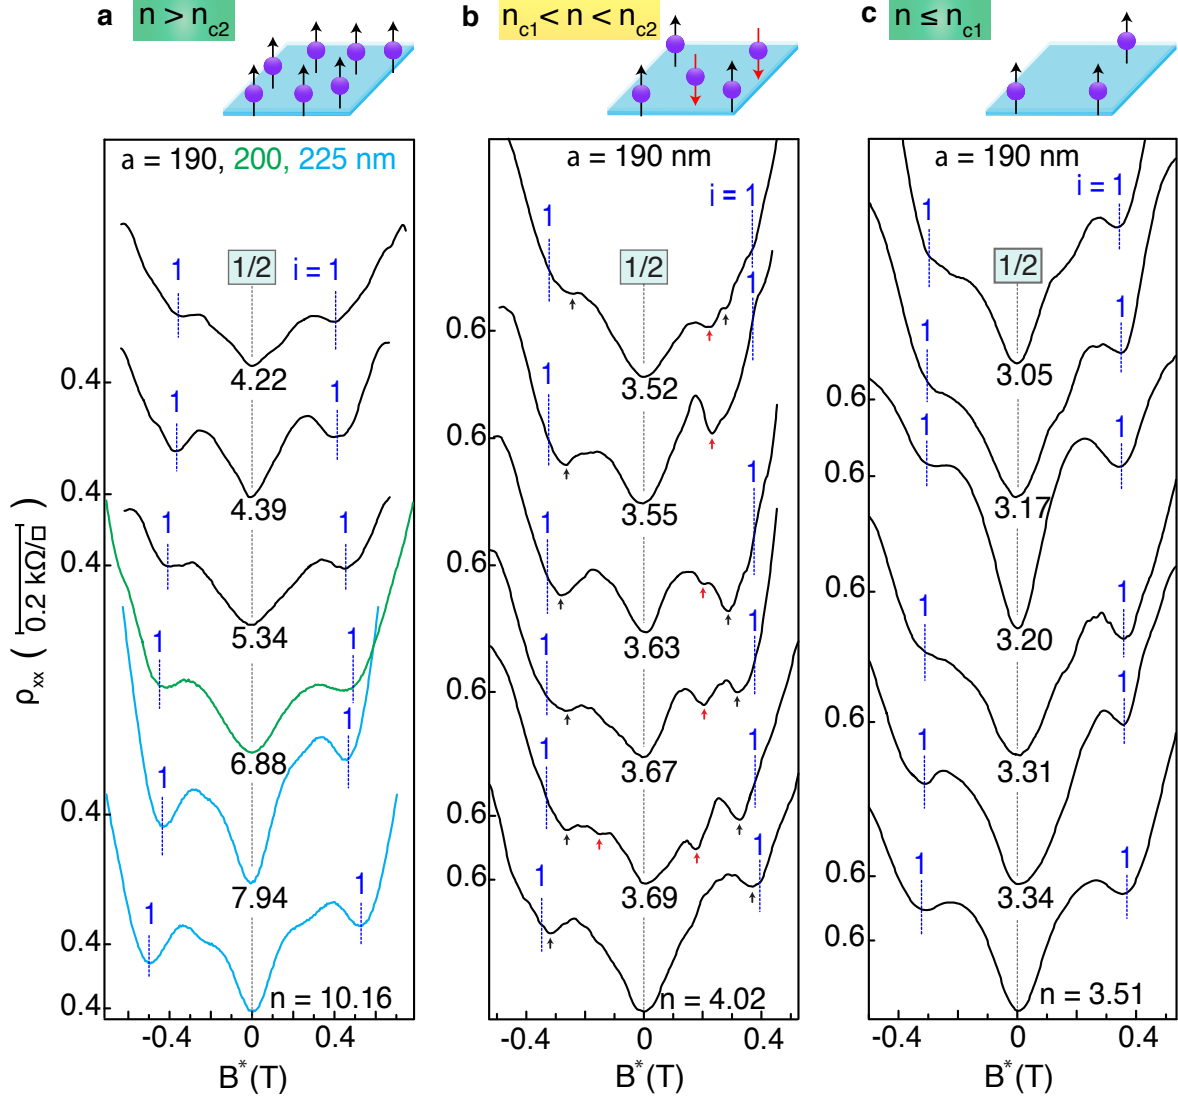 a n > nc2
a = 190, 200, 225 nm
1 1/2 i = 1
0.4 4.22
1 1
0.4 4.39
1 1
0.4 5.34
1 1
6.88
1 1
0.4 7.94
1 1
0.4 n = 10.16
-0.4 0 0.4
B*(T)
ρxx ( 0.2 kΩ/□ )
b nc1 < n < nc2
a = 190 nm
1 1/2 i = 1
0.6 3.52
1 1
0.6 3.55
1 1
0.6 3.63
1 1
0.6 3.67
1 1
0.6 3.69
1 1
0.6 n = 4.02
-0.4 0 0.4
B*(T)
c n ≤ nc1
a = 190 nm
1 1/2 i = 1
3.05
1 1
0.6 3.17
1 1
0.6 3.20
1 1
0.6 3.31
1 1
0.6 3.34
1 1
0.6 n = 3.51
0.6
-0.4 0 0.4
B*(T)